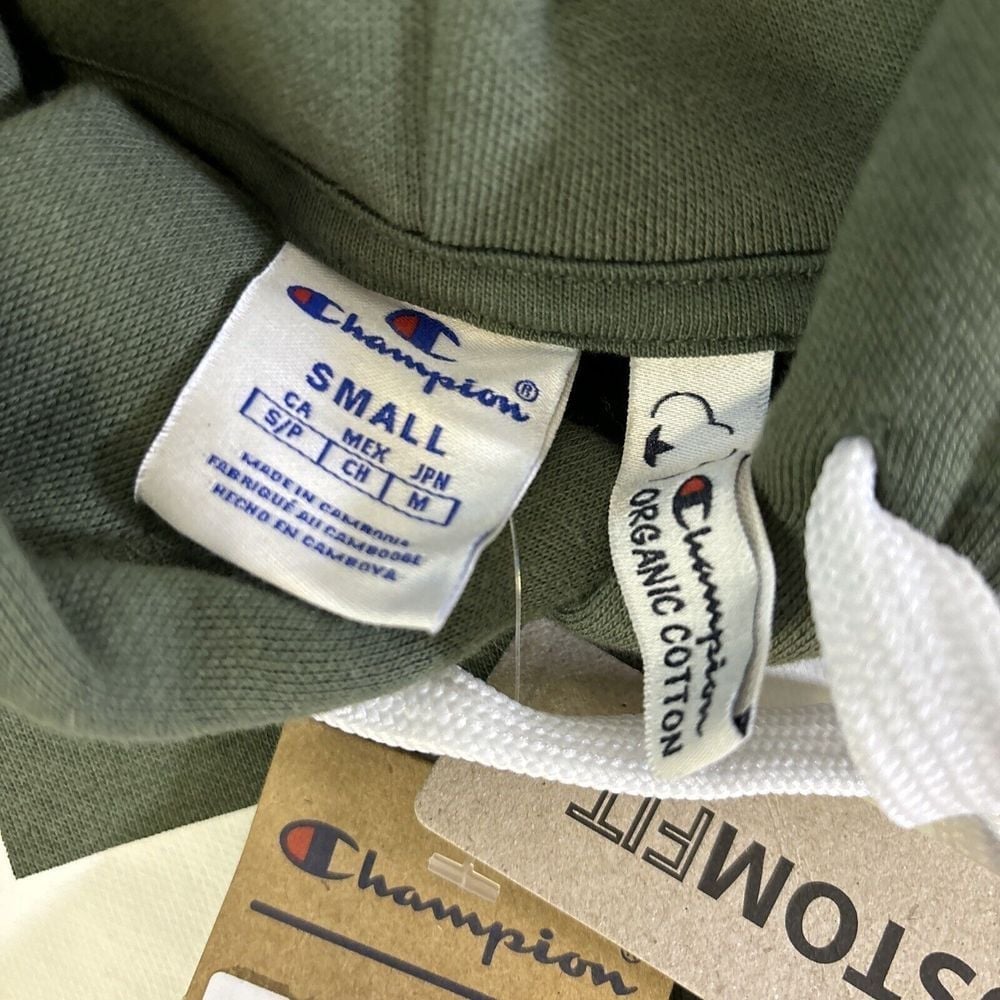 Champion®
SMALL
CA MEX JPN
S/P CH M
MADE IN CAMBODIA
FABRIQUÉ AU CAMBODGE
HECHO EN CAMBOYA
Champion
ORGANIC COTTON
Champion®
STOMFIT